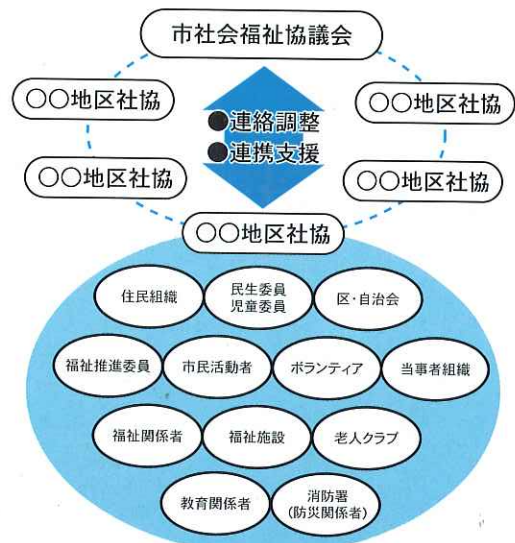 市社会福祉協議会
○○地区社協
○○地区社協
●連絡調整
●連携支援
○○地区社協
○○地区社協
○○地区社協
住民組織
民生委員
児童委員
区・自治会
福祉推進委員
市民活動者
ボランティア
当事者組織
福祉関係者
福祉施設
老人クラブ
教育関係者
消防署
(防災関係者)